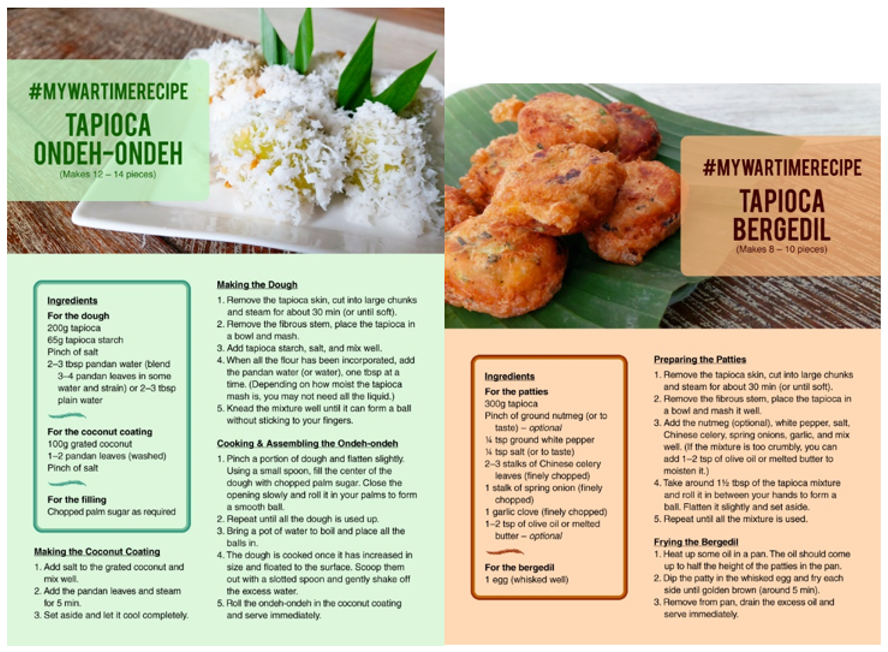 #MYWARTIMERECIPE
TAPIOCA
ONDEH-ONDEH
(Makes 12 – 14 pieces)
Ingredients
For the dough
200g tapioca
65g tapioca starch
Pinch of salt
2–3 tbsp pandan water (blend
3–4 pandan leaves in some
water and strain) or 2–3 tbsp
plain water
For the coconut coating
100g grated coconut
1–2 pandan leaves (washed)
Pinch of salt
For the filling
Chopped palm sugar as required
Making the Coconut Coating
1. Add salt to the grated coconut and
mix well.
2. Add the pandan leaves and steam
for 5 min.
3. Set aside and let it cool completely.
Making the Dough
1. Remove the tapioca skin, cut into large chunks
and steam for about 30 min (or until soft).
2. Remove the fibrous stem, place the tapioca in
a bowl and mash.
3. Add tapioca starch, salt, and mix well.
4. When all the flour has been incorporated, add
the pandan water (or water), one tbsp at a
time. (Depending on how moist the tapioca
mash is, you may not need all the liquid.)
5. Knead the mixture well until it can form a ball
without sticking to your fingers.
Cooking & Assembling the Ondeh-ondeh
1. Pinch a portion of dough and flatten slightly.
Using a small spoon, fill the center of the
dough with chopped palm sugar. Close the
opening slowly and roll it in your palms to form
a smooth ball.
2. Repeat until all the dough is used up.
3. Bring a pot of water to boil and place all the
balls in.
4. The dough is cooked once it has increased in
size and floated to the surface. Scoop them
out with a slotted spoon and gently shake off
the excess water.
5. Roll the ondeh-ondeh in the coconut coating
and serve immediately.
#MYWARTIMERECIPE
TAPIOCA
BERGEDIL
(Makes 8 – 10 pieces)
Ingredients
For the patties
300g tapioca
Pinch of ground nutmeg (or to
taste) – optional
¼ tsp ground white pepper
¼ tsp salt (or to taste)
2–3 stalks of Chinese celery
leaves (finely chopped)
1 stalk of spring onion (finely
chopped)
1 garlic clove (finely chopped)
1–2 tsp of olive oil or melted
butter – optional
For the bergedil
1 egg (whisked well)
Preparing the Patties
1. Remove the tapioca skin, cut into large chunks
and steam for about 30 min (or until soft).
2. Remove the fibrous stem, place the tapioca in
a bowl and mash it well.
3. Add the nutmeg (optional), white pepper, salt,
Chinese celery, spring onions, garlic, and mix
well. (If the mixture is too crumbly, you can
add 1–2 tsp of olive oil or melted butter to
moisten it.)
4. Take around 1½ tbsp of the tapioca mixture
and roll it in between your hands to form a
ball. Flatten it slightly and set aside.
5. Repeat until all the mixture is used.
Frying the Bergedil
1. Heat up some oil in a pan. The oil should come
up to half the height of the patties in the pan.
2. Dip the patty in the whisked egg and fry each
side until golden brown (around 5 min).
3. Remove from pan, drain the excess oil and
serve immediately.